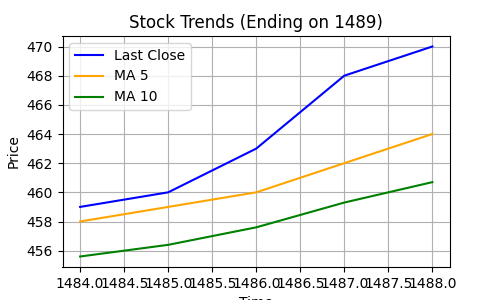 Stock Trends (Ending on 1489)
470
468
466
464
462
460
458
456
Price
Last Close
MA 5
MA 10
1484.0 1484.5 1485.0 1485.5 1486.0 1486.5 1487.0 1487.5 1488.0
Time